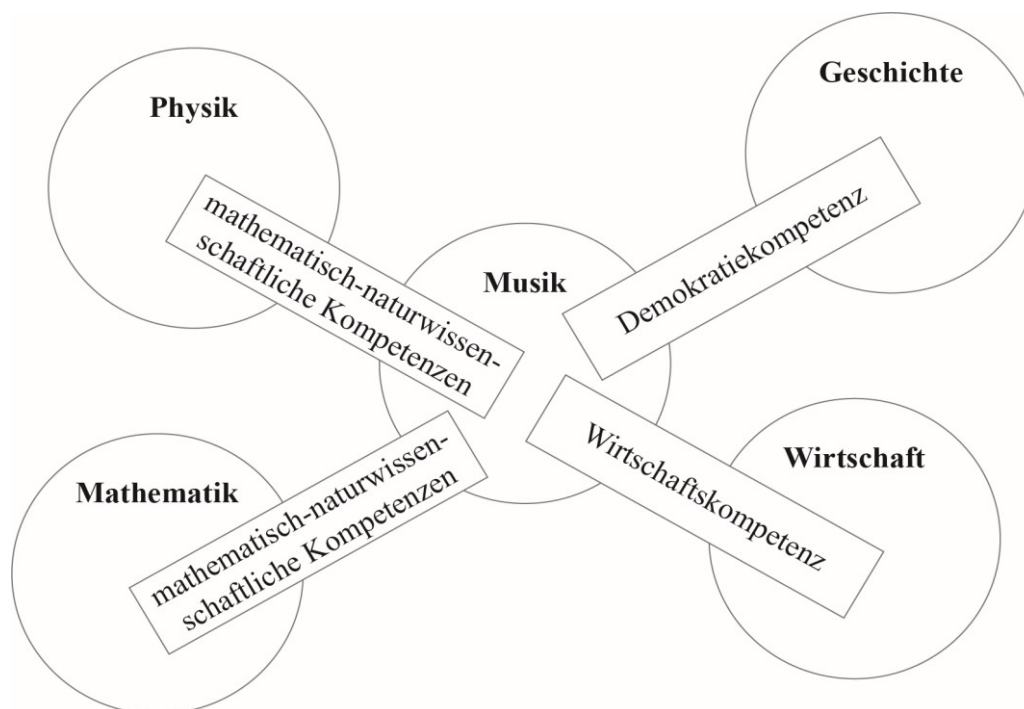 Physik
Geschichte
mathematisch-naturwissen-
schaftliche Kompetenzen
Musik
Demokratiekompetenz
Mathematik
mathematisch-naturwissen-
schaftliche Kompetenzen
Wirtschaftskompetenz
Wirtschaft